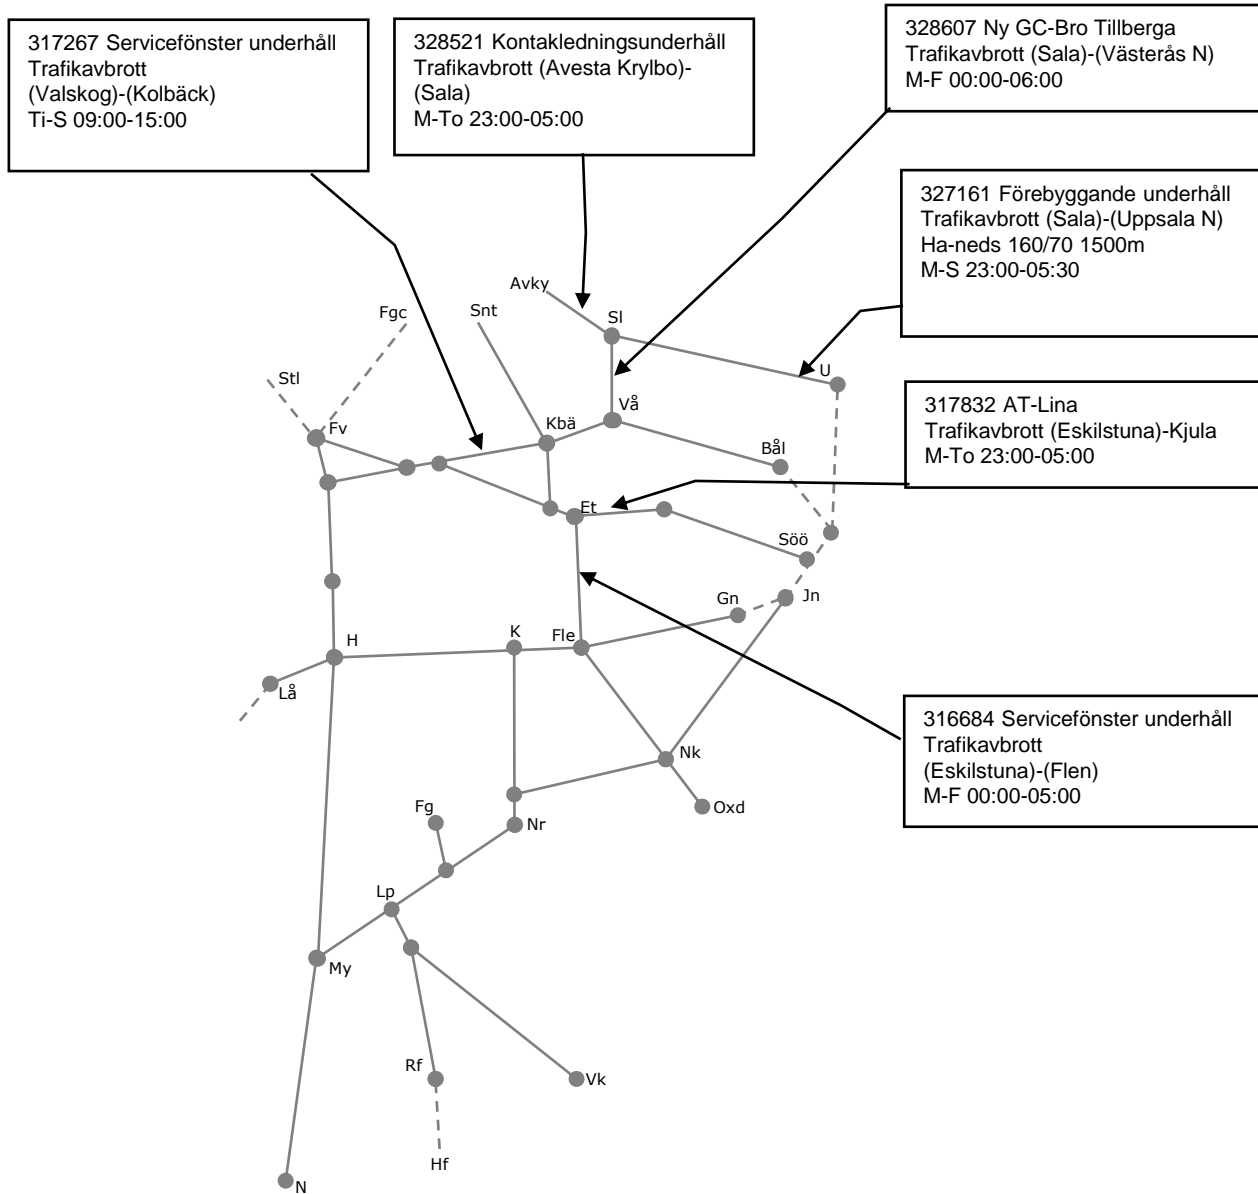 317267 Servicefönster underhåll
Trafikavbrott
(Valskog)-(Kolbäck)
Ti-S 09:00-15:00
328521 Kontakledningsunderhåll
Trafikavbrott (Avesta Krylbo)-
(Sala)
M-To 23:00-05:00
328607 Ny GC-Bro Tillberga
Trafikavbrott (Sala)-(Västerås N)
M-F 00:00-06:00
327161 Förebyggande underhåll
Trafikavbrott (Sala)-(Uppsala N)
Ha-neds 160/70 1500m
M-S 23:00-05:30
317832 AT-Lina
Trafikavbrott (Eskilstuna)-Kjula
M-To 23:00-05:00
316684 Servicefönster underhåll
Trafikavbrott
(Eskilstuna)-(Flen)
M-F 00:00-05:00
Avky
Fgc
Snt
Sl
Stl
U
Fv
Vå
Kbä
Bål
Et
Söö
Gn
Jn
K
Fle
H
Lå
Nk
Oxd
Fg
Nr
Lp
My
Rf
Vk
Hf
N